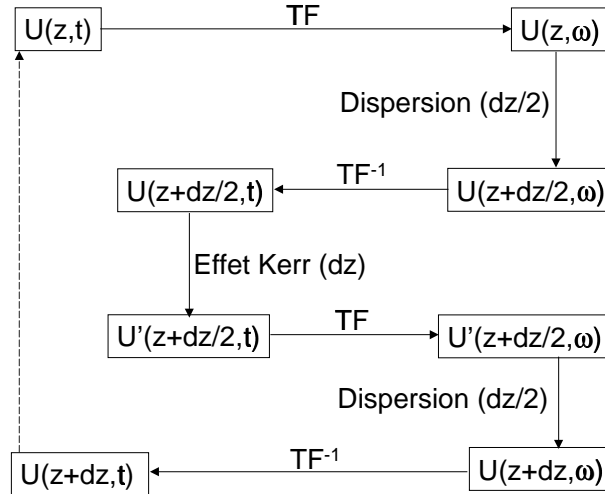 U(z,t)
TF
U(z,ω)
Dispersion (dz/2)
U(z+dz/2,t)
TF-1
U(z+dz/2,ω)
Effet Kerr (dz)
U’(z+dz/2,t)
TF
U’(z+dz/2,ω)
Dispersion (dz/2)
U(z+dz,t)
TF-1
U(z+dz,ω)